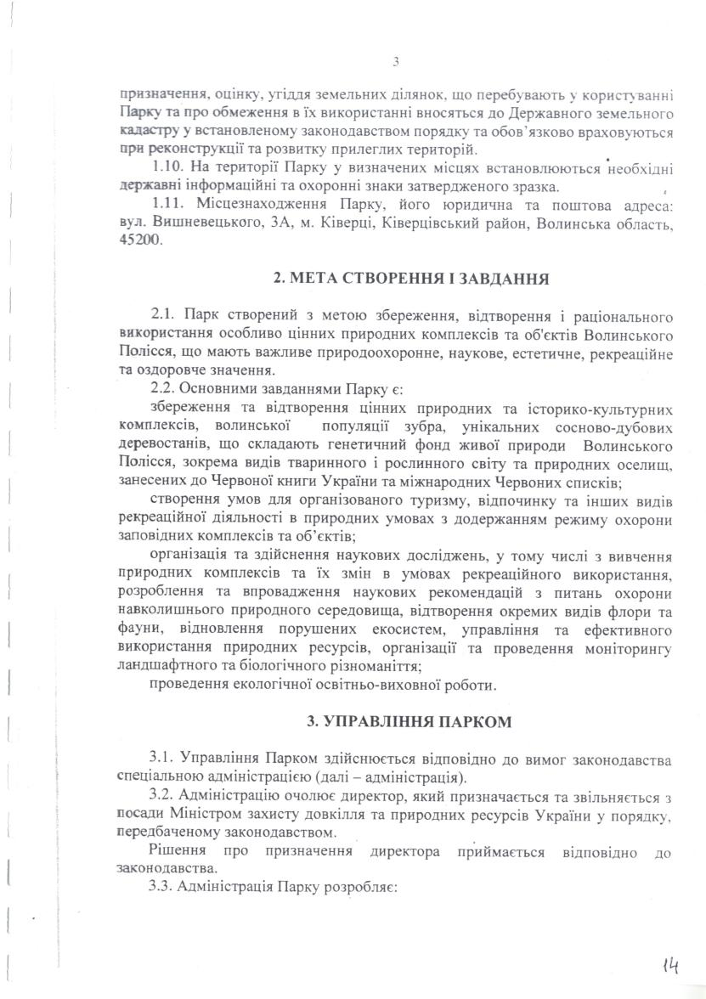 3
призначення, оцінку, угіддя земельних ділянок, що перебувають у користуванні
Парку та про обмеження в їх використанні вносяться до Державного земельного
кадастру у встановленому законодавством порядку та обов’язково враховуються
при реконструкції та розвитку прилеглих територій.
1.10. На території Парку у визначених місцях встановлюються необхідні
державні інформаційні та охоронні знаки затвердженого зразка.
1.11. Місцезнаходження Парку, його юридична та поштова адреса:
вул. Вишневецького, 3А, м. Ківерці, Ківерцівський район, Волинська область,
45200.
2. МЕТА СТВОРЕННЯ І ЗАВДАННЯ
2.1. Парк створений з метою збереження, відтворення і раціонального
використання особливо цінних природних комплексів та об'єктів Волинського
Полісся, що мають важливе природоохоронне, наукове, естетичне, рекреаційне
та оздоровче значення.
2.2. Основними завданнями Парку є:
збереження та відтворення цінних природних та історико-культурних
комплексів, волинської популяції зубра, унікальних сосново-дубових
деревостанів, що складають генетичний фонд живої природи Волинського
Полісся, зокрема видів тваринного і рослинного світу та природних оселищ,
занесених до Червоної книги України та міжнародних Червоних списків;
створення умов для організованого туризму, відпочинку та інших видів
рекреаційної діяльності в природних умовах з додержанням режиму охорони
заповідних комплексів та об’єктів;
організація та здійснення наукових досліджень, у тому числі з вивчення
природних комплексів та їх змін в умовах рекреаційного використання,
розроблення та впровадження наукових рекомендацій з питань охорони
навколишнього природного середовища, відтворення окремих видів флори та
фауни, відновлення порушених екосистем, управління та ефективного
використання природних ресурсів, організації та проведення моніторингу
ландшафтного та біологічного різноманіття;
проведення екологічної освітньо-виховної роботи.
3. УПРАВЛІННЯ ПАРКОМ
3.1. Управління Парком здійснюється відповідно до вимог законодавства
спеціальною адміністрацією (далі – адміністрація).
3.2. Адміністрацію очолює директор, який призначається та звільняється з
посади Міністром захисту довкілля та природних ресурсів України у порядку,
передбаченому законодавством.
Рішення про призначення директора приймається відповідно до
законодавства.
3.3. Адміністрація Парку розробляє:
14